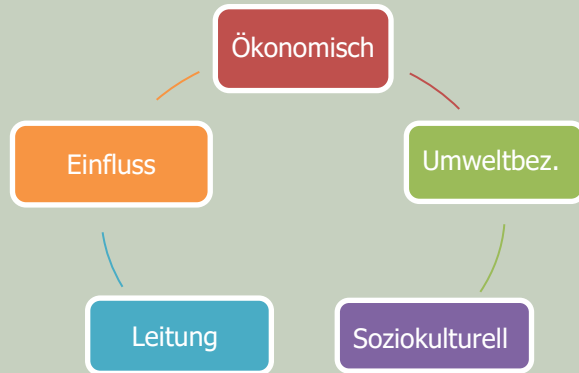 Ökonomisch
Einfluss
Umweltbez.
Leitung
Soziokulturell